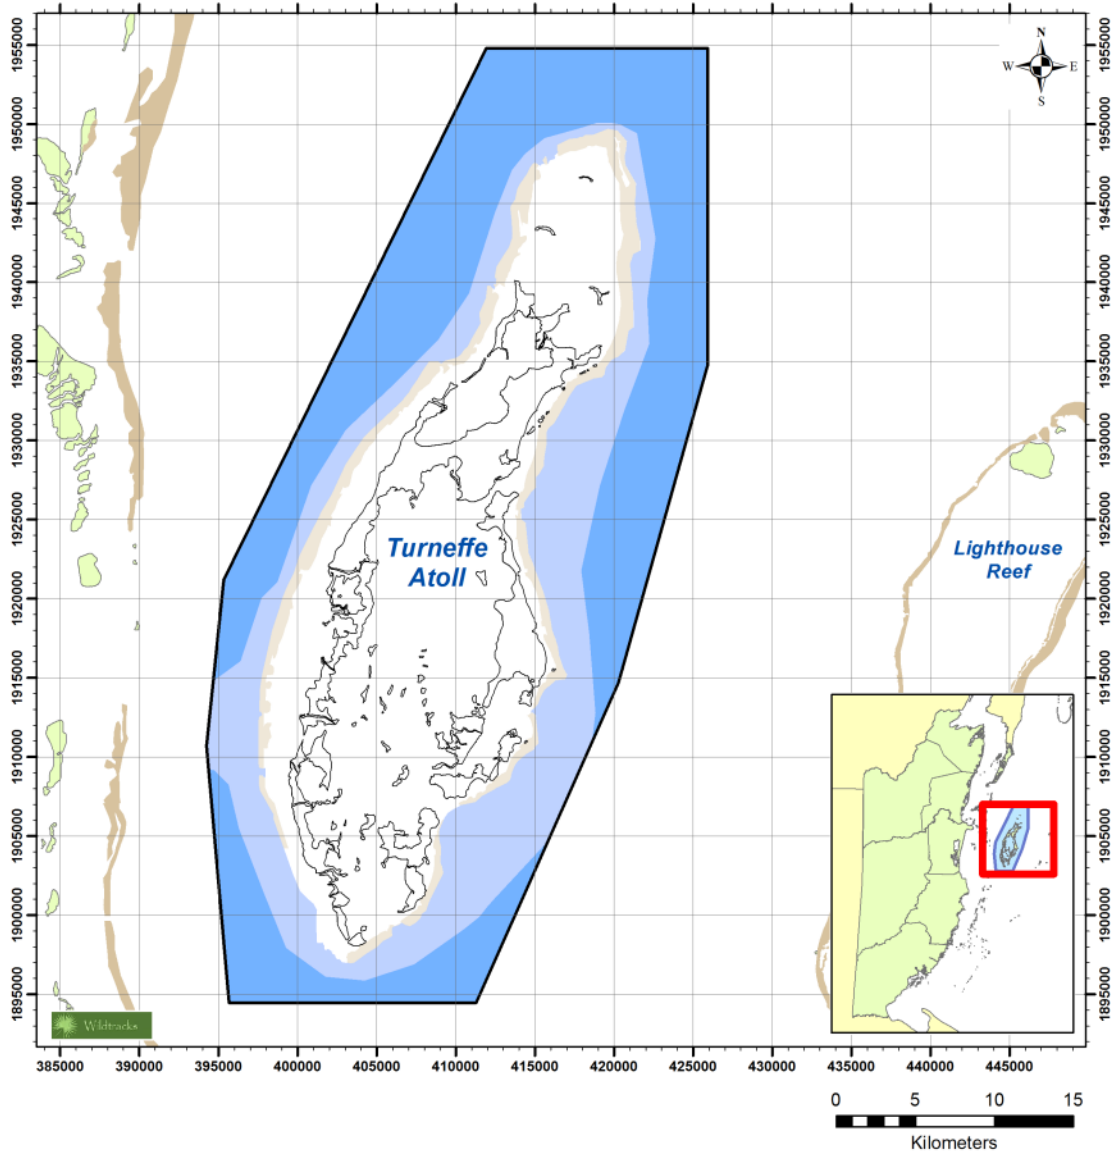 N
W E
S
1955000 1955000
1950000 1950000
1945000 1945000
1940000 1940000
1935000 1935000
1930000 1930000
1925000 1925000
Turneffe
Atoll
Lighthouse
Reef
1920000 1920000
1915000 1915000
1910000 1910000
1905000 1905000
1900000 1900000
1895000 1895000
Wildtracks
385000 390000 395000 400000 405000 410000 415000 420000 425000 435000 440000 445000
0 5 10 15
Kilometers